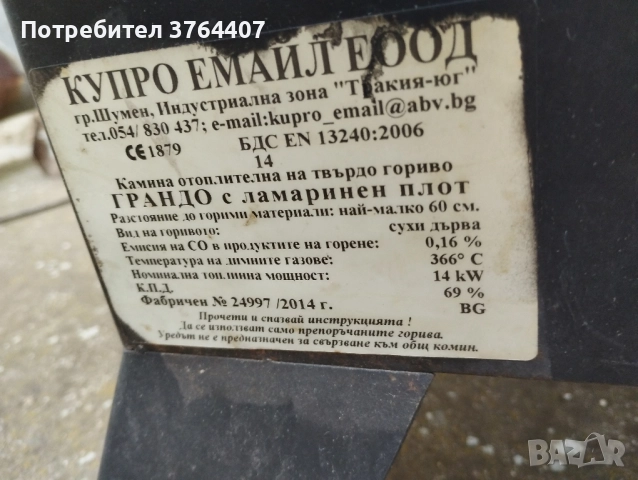 Потребител 3764407
КУПРО ЕМАИЛ ЕООД
гр.Шумен, Индустриална зона "Тракия-юг"
тел.054/ 830 437; e-mail:kupro_email@abv.bg
CE 1879 БДС EN 13240:2006
14
Камина отоплителна на твърдо гориво
ГРАНДО с ламаринен плот
Разстояние до горими материали: най-малко 60 см.
Вид на горивото: сухи дърва
Емисия на CO в продуктите на горене: 0,16 %
Температура на димните газове: 366° C
Номинална топлинна мощност: 14 kW
К.П.Д. 69 %
Фабричен № 24997 /2014 г. BG
Прочети и спазвай инструкцията !
Да се използват само препоръчаните горива.
Уредът не е предназначен за свързване към общ комин.
BAZAR